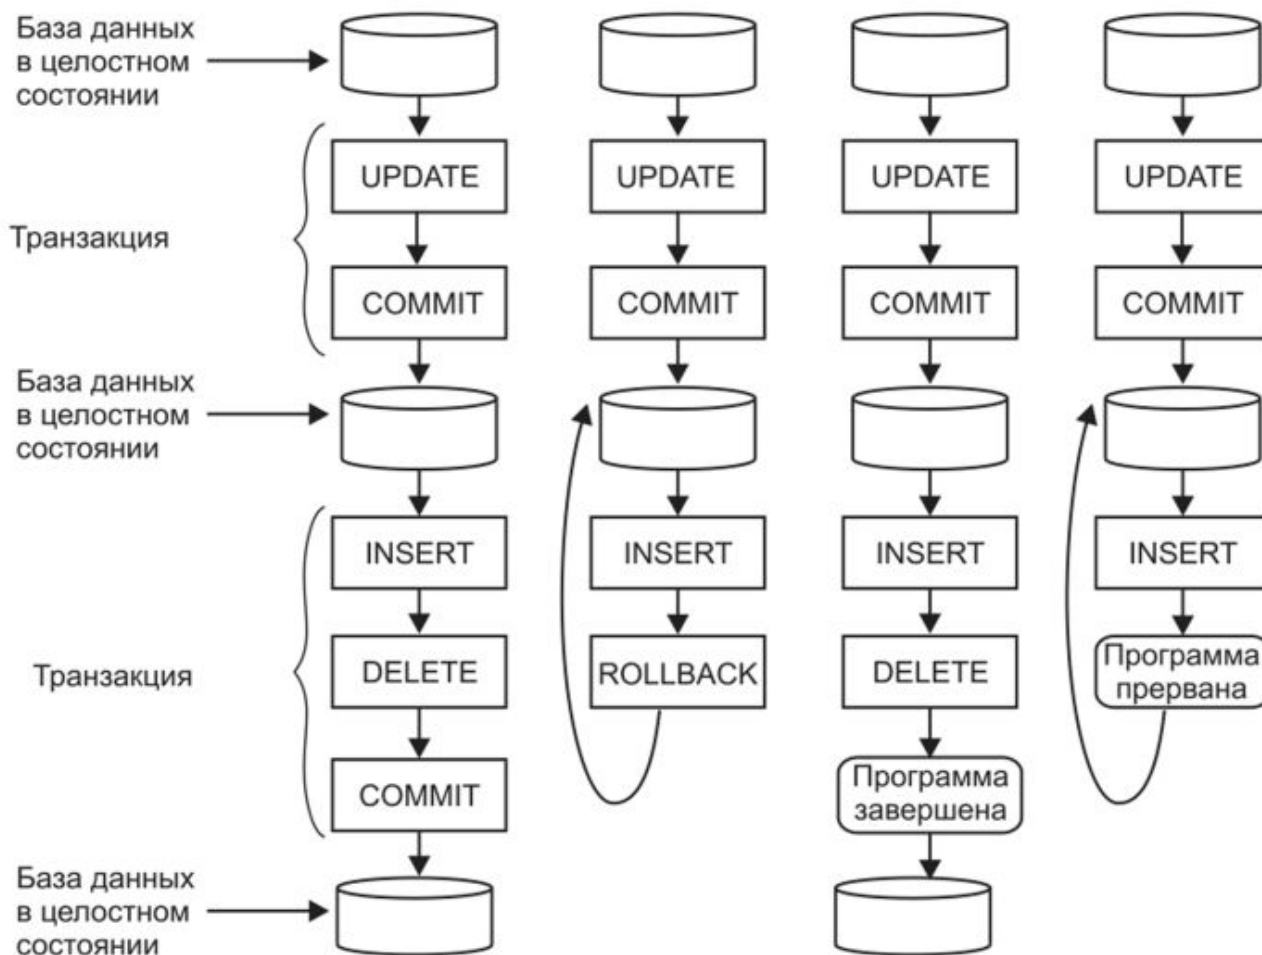 База данных
в целостном
состоянии
UPDATE UPDATE UPDATE UPDATE
Транзакция
COMMIT COMMIT COMMIT COMMIT
База данных
в целостном
состоянии
INSERT INSERT INSERT INSERT
Транзакция
DELETE ROLLBACK DELETE Программа
прервана
COMMIT Программа
завершена
База данных
в целостном
состоянии